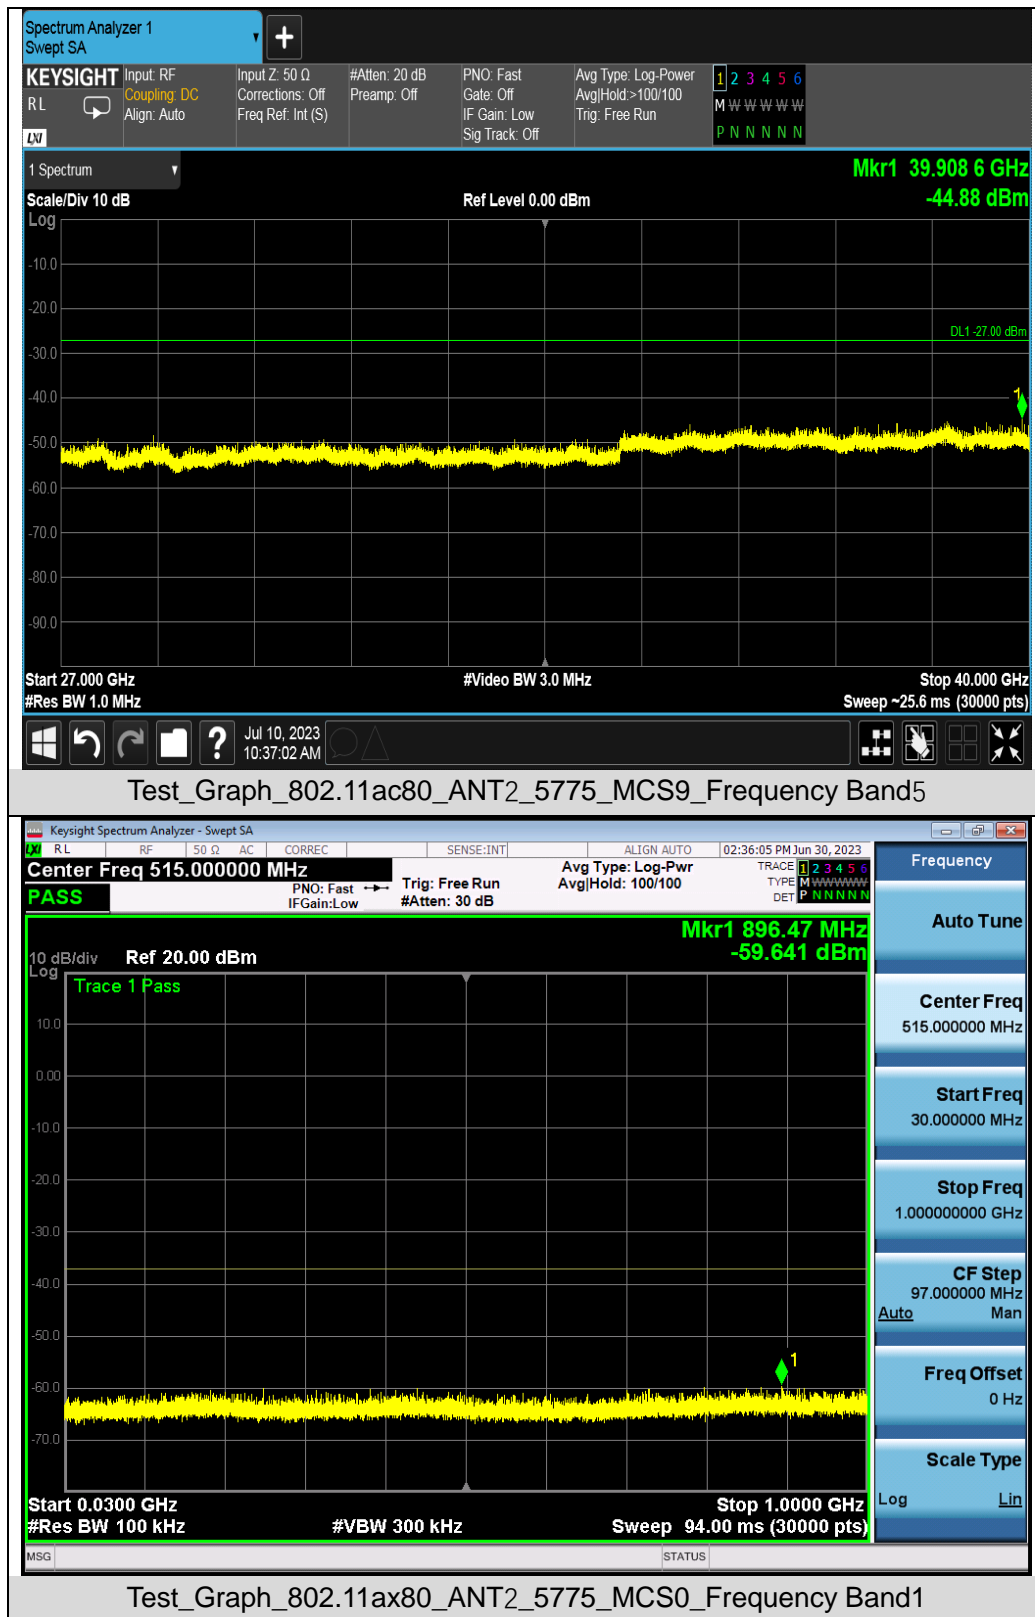 Spectrum Analyzer 1
Swept SA
KEYSIGHT
R L
LXI
Input: RF
Coupling: DC
Align: Auto
Input Z: 50 Ω
Corrections: Off
Freq Ref: Int (S)
#Atten: 20 dB
Preamp: Off
PNO: Fast
Gate: Off
IF Gain: Low
Sig Track: Off
Avg Type: Log-Power
Avg|Hold:>100/100
Trig: Free Run
1 2 3 4 5 6
M W W W W W
P N N N N N
1 Spectrum
Mkr1 39.908 6 GHz
-44.88 dBm
Scale/Div 10 dB
Ref Level 0.00 dBm
Log
-10.0
-20.0
DL1 -27.00 dBm
-30.0
-40.0
1
-50.0
-60.0
-70.0
-80.0
-90.0
Start 27.000 GHz
#Video BW 3.0 MHz
Stop 40.000 GHz
#Res BW 1.0 MHz
Sweep ~25.6 ms (30000 pts)
?
Jul 10, 2023
10:37:02 AM
Test_Graph_802.11ac80_ANT2_5775_MCS9_Frequency Band5
Keysight Spectrum Analyzer - Swept SA
LXI RL RF 50 Ω AC CORREC SENSE:INT ALIGN AUTO 02:36:05 PM Jun 30, 2023
Center Freq 515.000000 MHz
PASS
PNO: Fast
IFGain:Low
Trig: Free Run
#Atten: 30 dB
Avg Type: Log-Pwr
Avg|Hold: 100/100
TRACE 1 2 3 4 5 6
TYPE M W W W W W
DET P N N N N N
Mkr1 896.47 MHz
-59.641 dBm
10 dB/div
Ref 20.00 dBm
Log
Trace 1 Pass
10.0
0.00
-10.0
-20.0
-30.0
-40.0
-50.0
1
-60.0
-70.0
Start 0.0300 GHz
Stop 1.0000 GHz
#Res BW 100 kHz
#VBW 300 kHz
Sweep 94.00 ms (30000 pts)
MSG
STATUS
Frequency
Auto Tune
Center Freq
515.000000 MHz
Start Freq
30.000000 MHz
Stop Freq
1.000000000 GHz
CF Step
97.000000 MHz
Auto Man
Freq Offset
0 Hz
Scale Type
Log Lin
Test_Graph_802.11ax80_ANT2_5775_MCS0_Frequency Band1